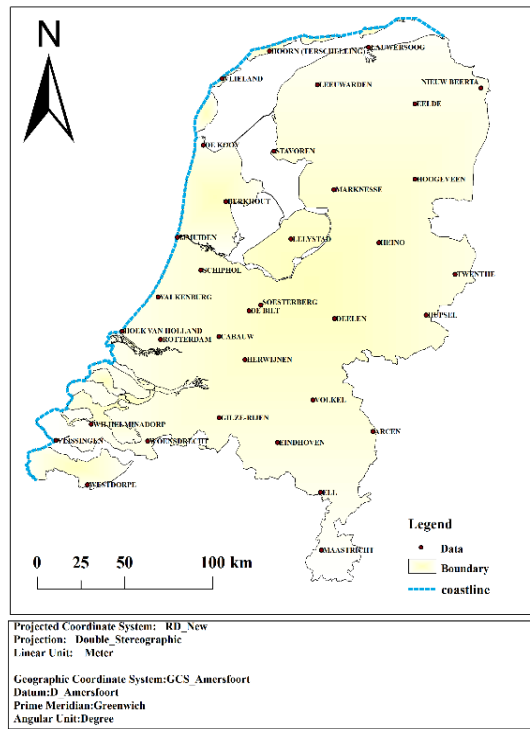 N
HOORN (TERSCHELLING)
LAUWERSOOG
VLIELAND
LEEUWARDEN
NIEUW BEERTA
EELDE
DE KOOY
STAVOREN
HOOGEVEEN
MARKNESSE
BERKHOUT
IJMUIDEN
LELYSTAD
HEINO
SCHIPHOL
TWENTHE
VALKENBURG
SOESTERBERG
DE BILT
HUPSEL
DEELEN
HOEK VAN HOLLAND
ROTTERDAM
CABAUW
HERWIJNEN
VOLKEL
GILZE-RIJEN
WILHELMINADORP
ARCEN
VLISSINGEN
WOENSDRECHT
EINDHOVEN
WESTDORPE
ELL
MAASTRICHT
Legend
Data
Boundary
coastline
0 50 100 km
Projected Coordinate System: RD_New
Projection: Double_Stereographic
Linear Unit: Meter
Geographic Coordinate System:GCS_Amersfoort
Datum:D_Amersfoort
Prime Meridian:Greenwich
Angular Unit:Degree